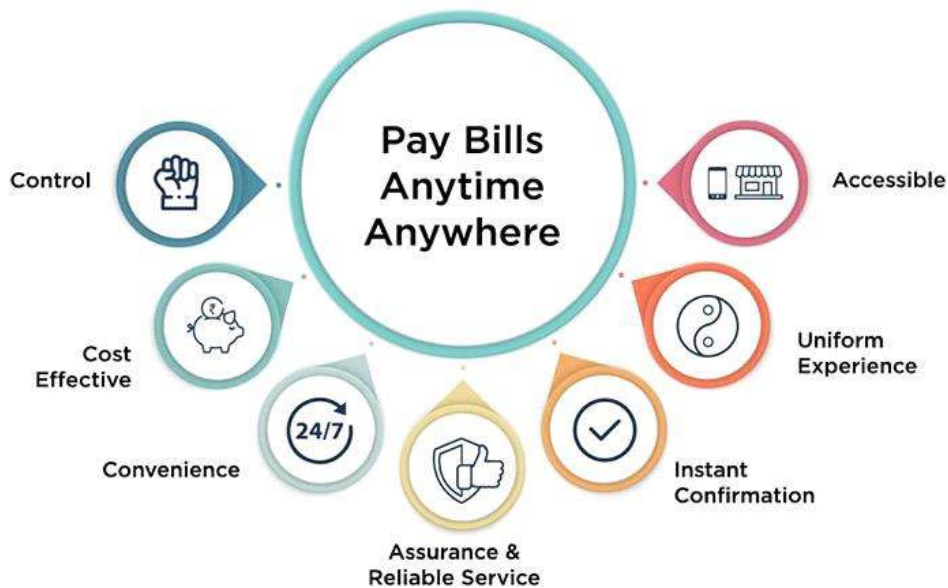 Pay Bills
Anytime
Anywhere
Control
Cost
Effective
24/7
Convenience
Assurance &
Reliable Service
Instant
Confirmation
Uniform
Experience
Accessible
₹